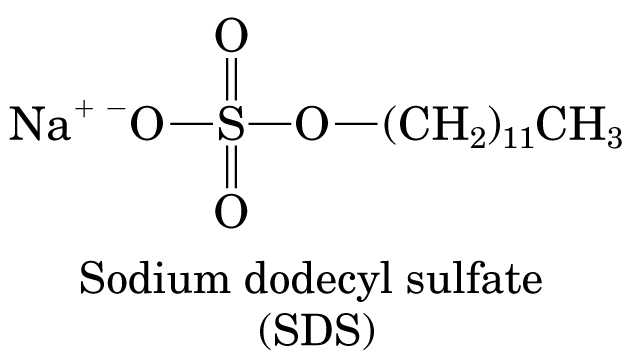 O
Na⁺ ⁻O—S—O—(CH₂)₁₁CH₃
O
Sodium dodecyl sulfate
(SDS)